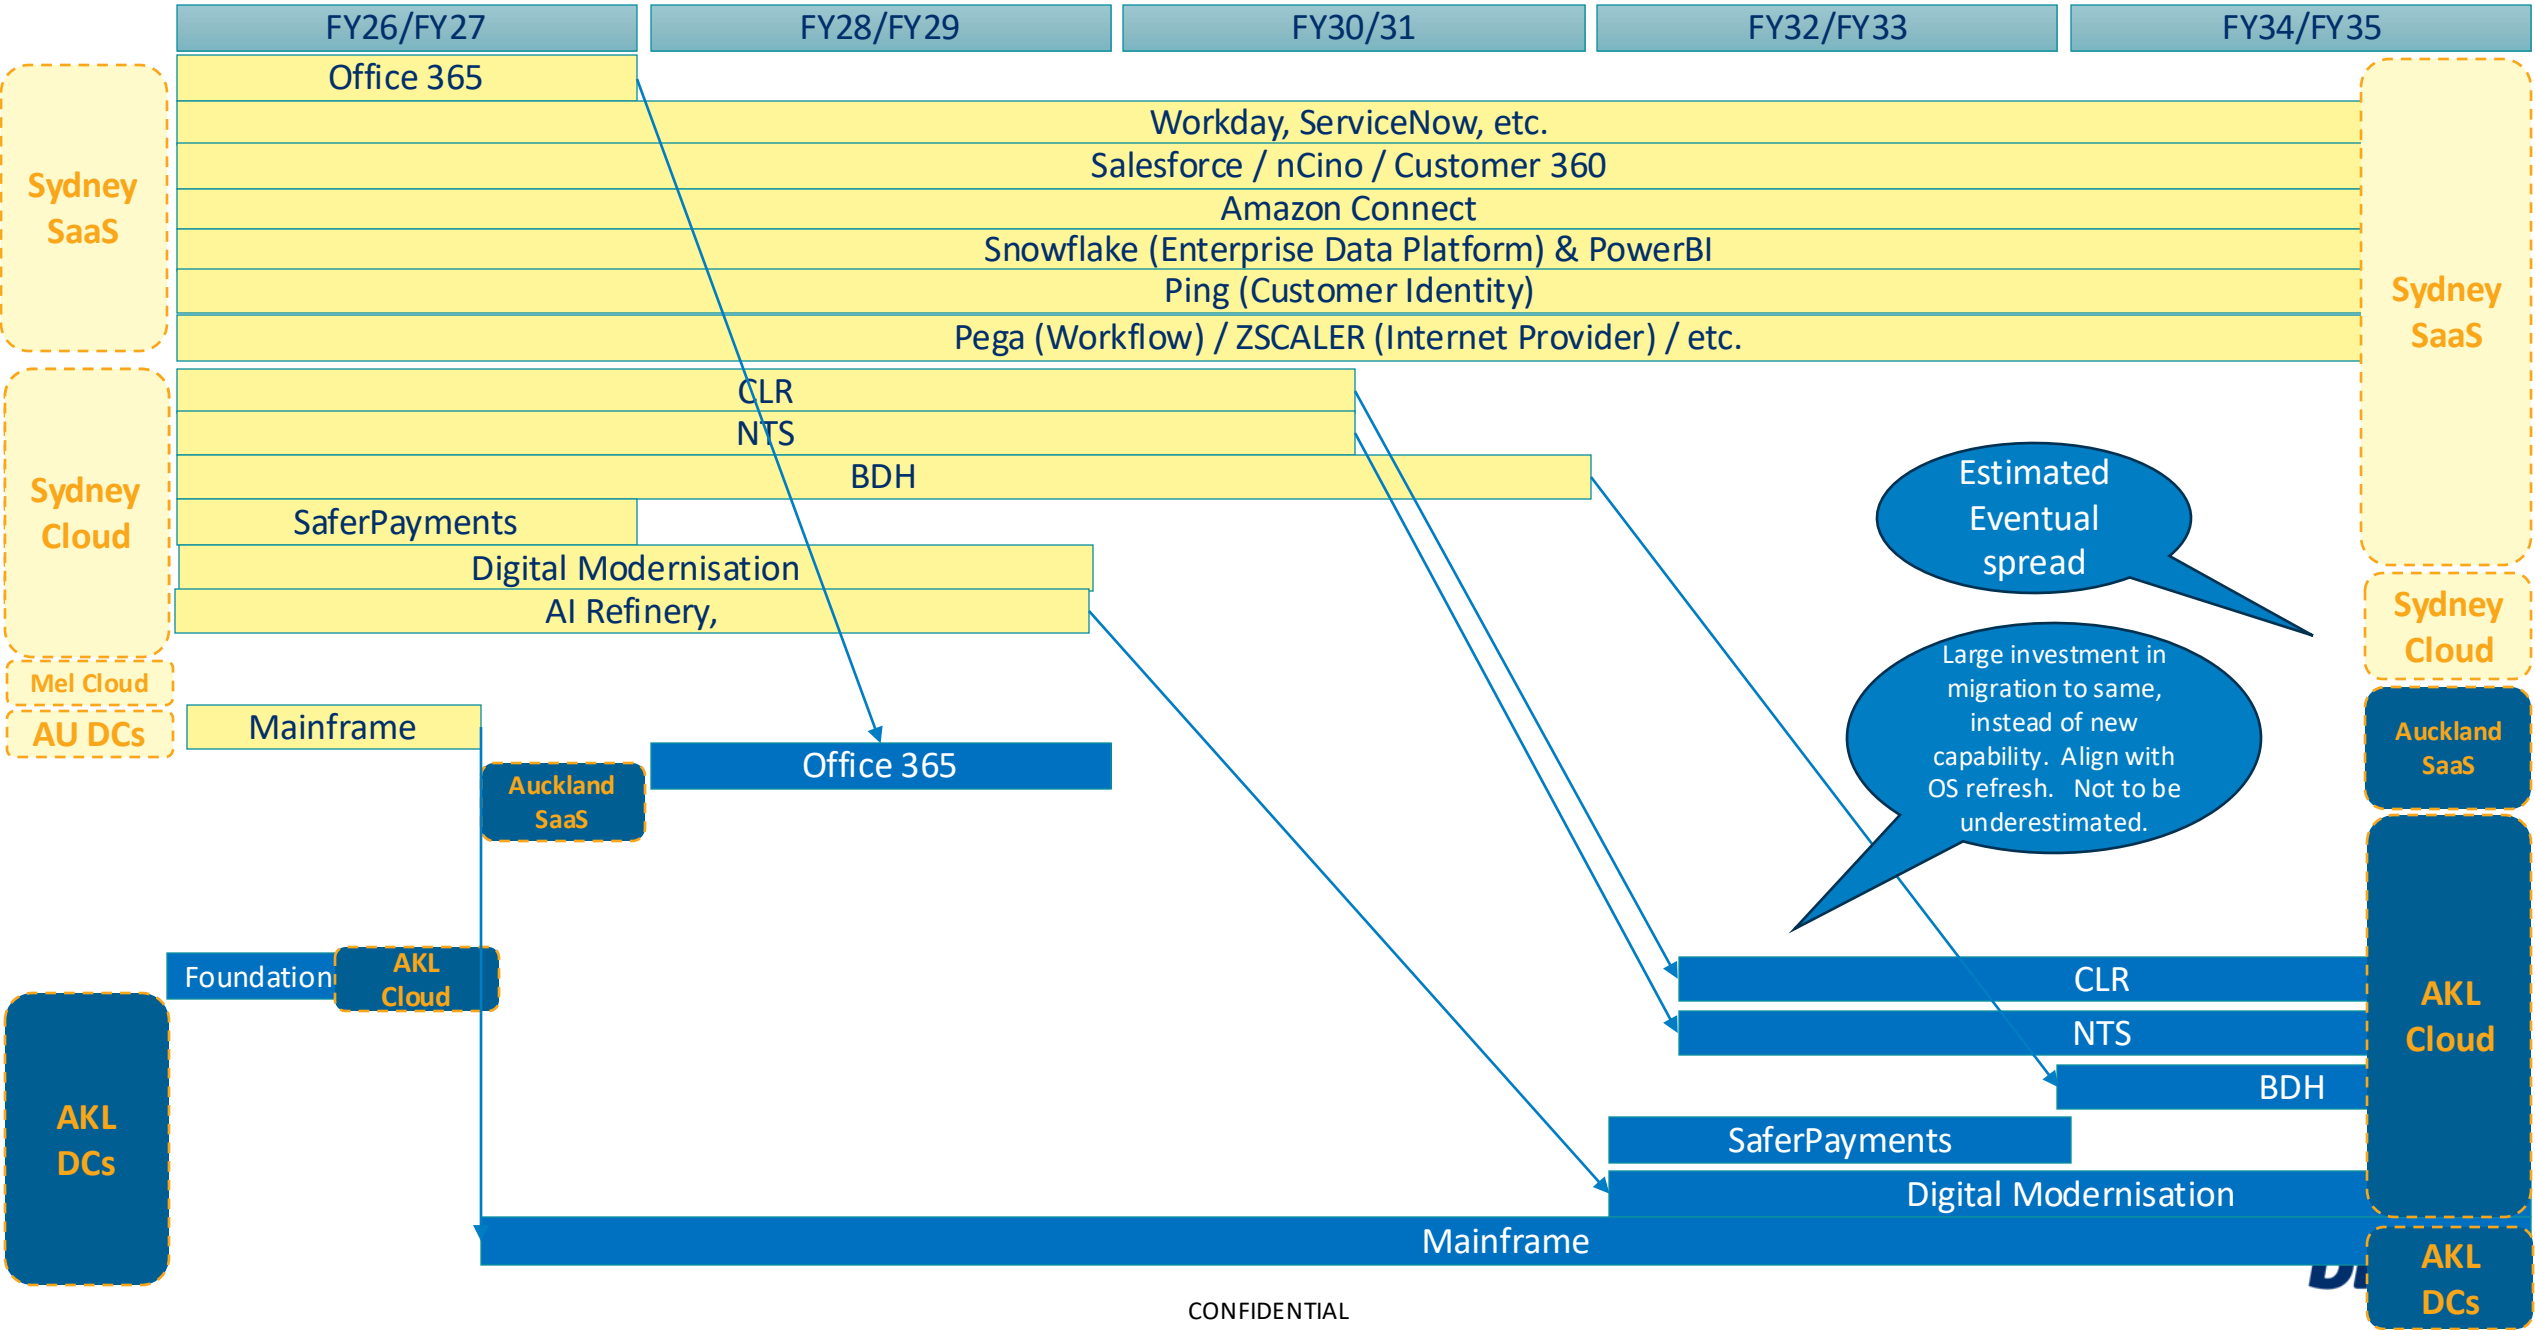 FY26/FY27
FY28/FY29
FY30/31
FY32/FY33
FY34/FY35
Office 365
Workday, ServiceNow, etc.
Salesforce / nCino / Customer 360
Amazon Connect
Snowflake (Enterprise Data Platform) & PowerBI
Ping (Customer Identity)
Pega (Workflow) / ZSCALER (Internet Provider) / etc.
Sydney
SaaS
Sydney
SaaS
CLR
NTS
BDH
SaferPayments
Digital Modernisation
AI Refinery,
Sydney
Cloud
Estimated
Eventual
spread
Sydney
Cloud
Mel Cloud
AU DCs
Mainframe
Large investment in
migration to same,
instead of new
capability. Align with
OS refresh. Not to be
underestimated.
Auckland
SaaS
Office 365
Auckland
SaaS
Foundation
AKL
Cloud
CLR
NTS
BDH
SaferPayments
Digital Modernisation
AKL
Cloud
AKL
DCs
Mainframe
AKL
DCs
CONFIDENTIAL